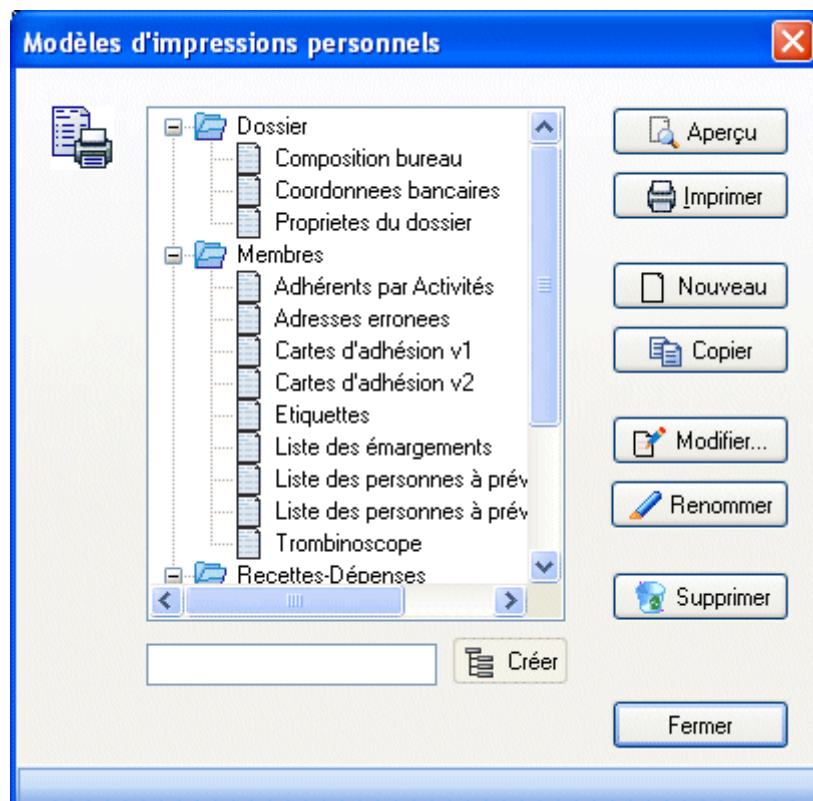 Modèles d'impressions personnels
Dossier
Composition bureau
Coordonnees bancaires
Proprietes du dossier
Membres
Adhérents par Activités
Adresses erronees
Cartes d'adhésion v1
Cartes d'adhésion v2
Etiquettes
Liste des émargements
Liste des personnes à prév
Liste des personnes à prév
Trombinoscope
Recettes-Dépenses
Créer
Aperçu
Imprimer
Nouveau
Copier
Modifier...
Renommer
Supprimer
Fermer